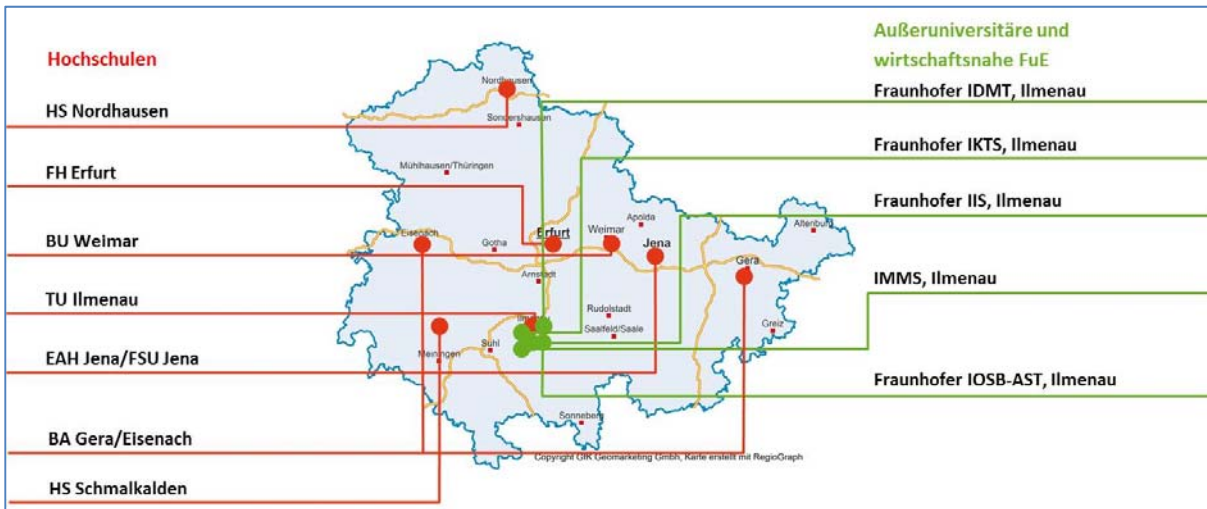 Hochschulen
HS Nordhausen
FH Erfurt
BU Weimar
TU Ilmenau
EAH Jena/FSU Jena
BA Gera/Eisenach
HS Schmalkalden
Nordhausen
Sondershausen
Mühlhausen/Thüringen
Eisenach
Gotha
Erfurt
Weimar
Apolda
Jena
Gera
Altenburg
Arnstadt
Rudolstadt
Saalfeld/Saale
Greiz
Ilmenau
Suhl
Meiningen
Sonneberg
Copyright GfK Geomarketing Gmbh, Karte erstellt mit RegioGraph
Außeruniversitäre und
wirtschaftsnahe FuE
Fraunhofer IDMT, Ilmenau
Fraunhofer IKTS, Ilmenau
Fraunhofer IIS, Ilmenau
IMMS, Ilmenau
Fraunhofer IOSB-AST, Ilmenau